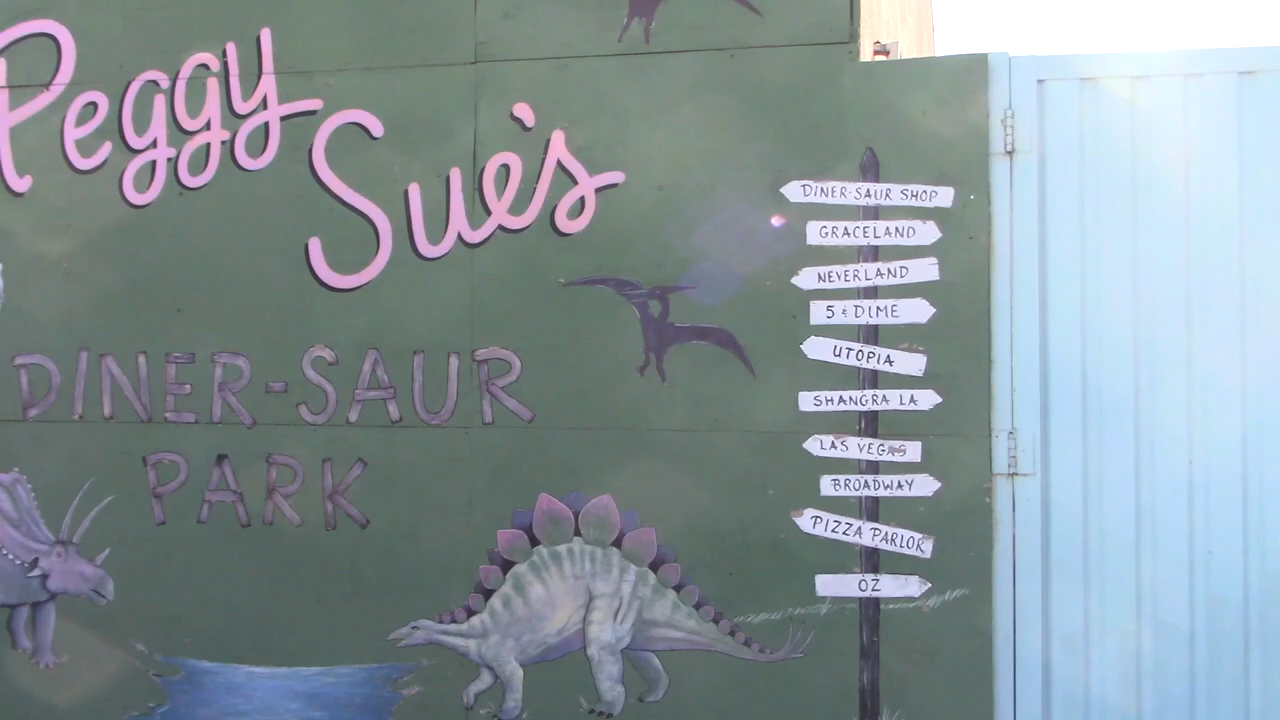 Peggy
Sue's
DINER-SAUR
PARK
DINER-SAUR SHOP
GRACELAND
NEVERLAND
5 & DIME
UTOPIA
SHANGRA LA
LAS VEGAS
BROADWAY
PIZZA PARLOR
OZ